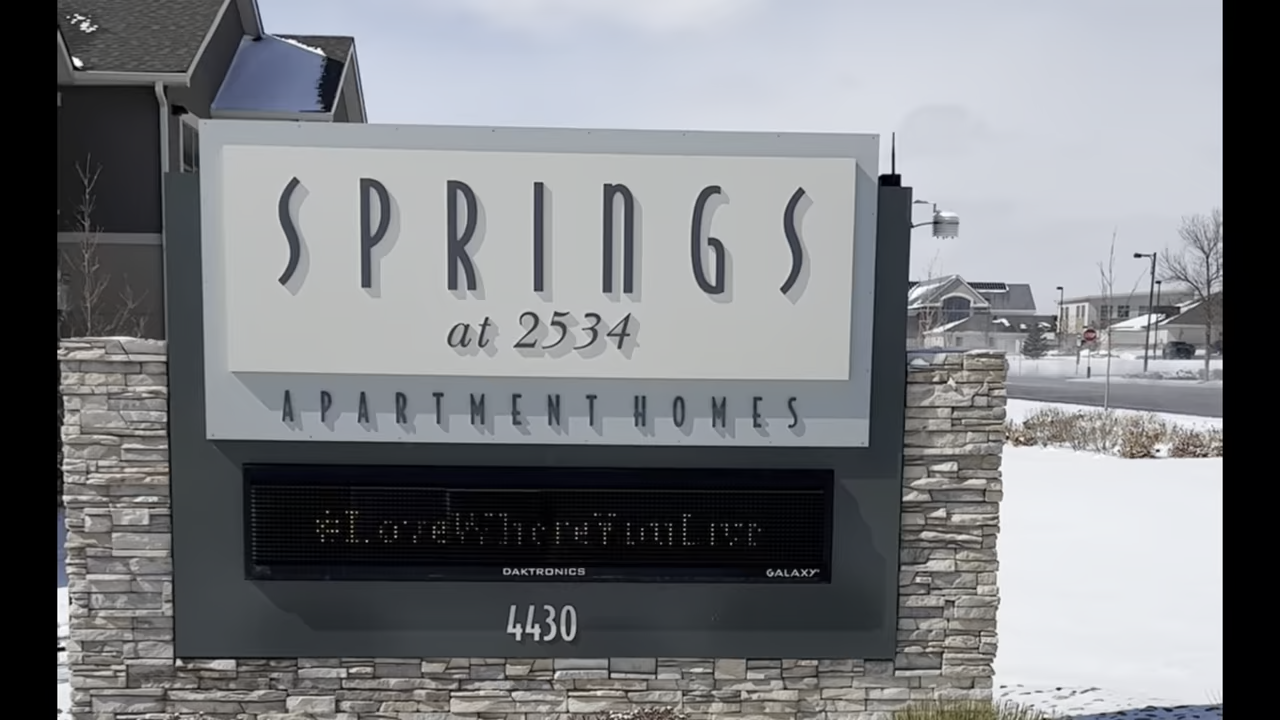 SPRINGS
at 2534
APARTMENT HOMES
#LoveWhereYouLive
DAKTRONICS GALAXY
4430